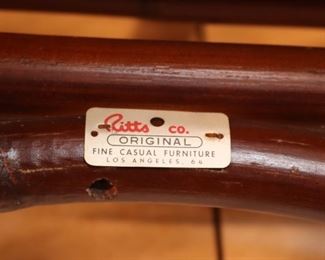 Ritts co.
ORIGINAL
FINE CASUAL FURNITURE
LOS ANGELES, 64